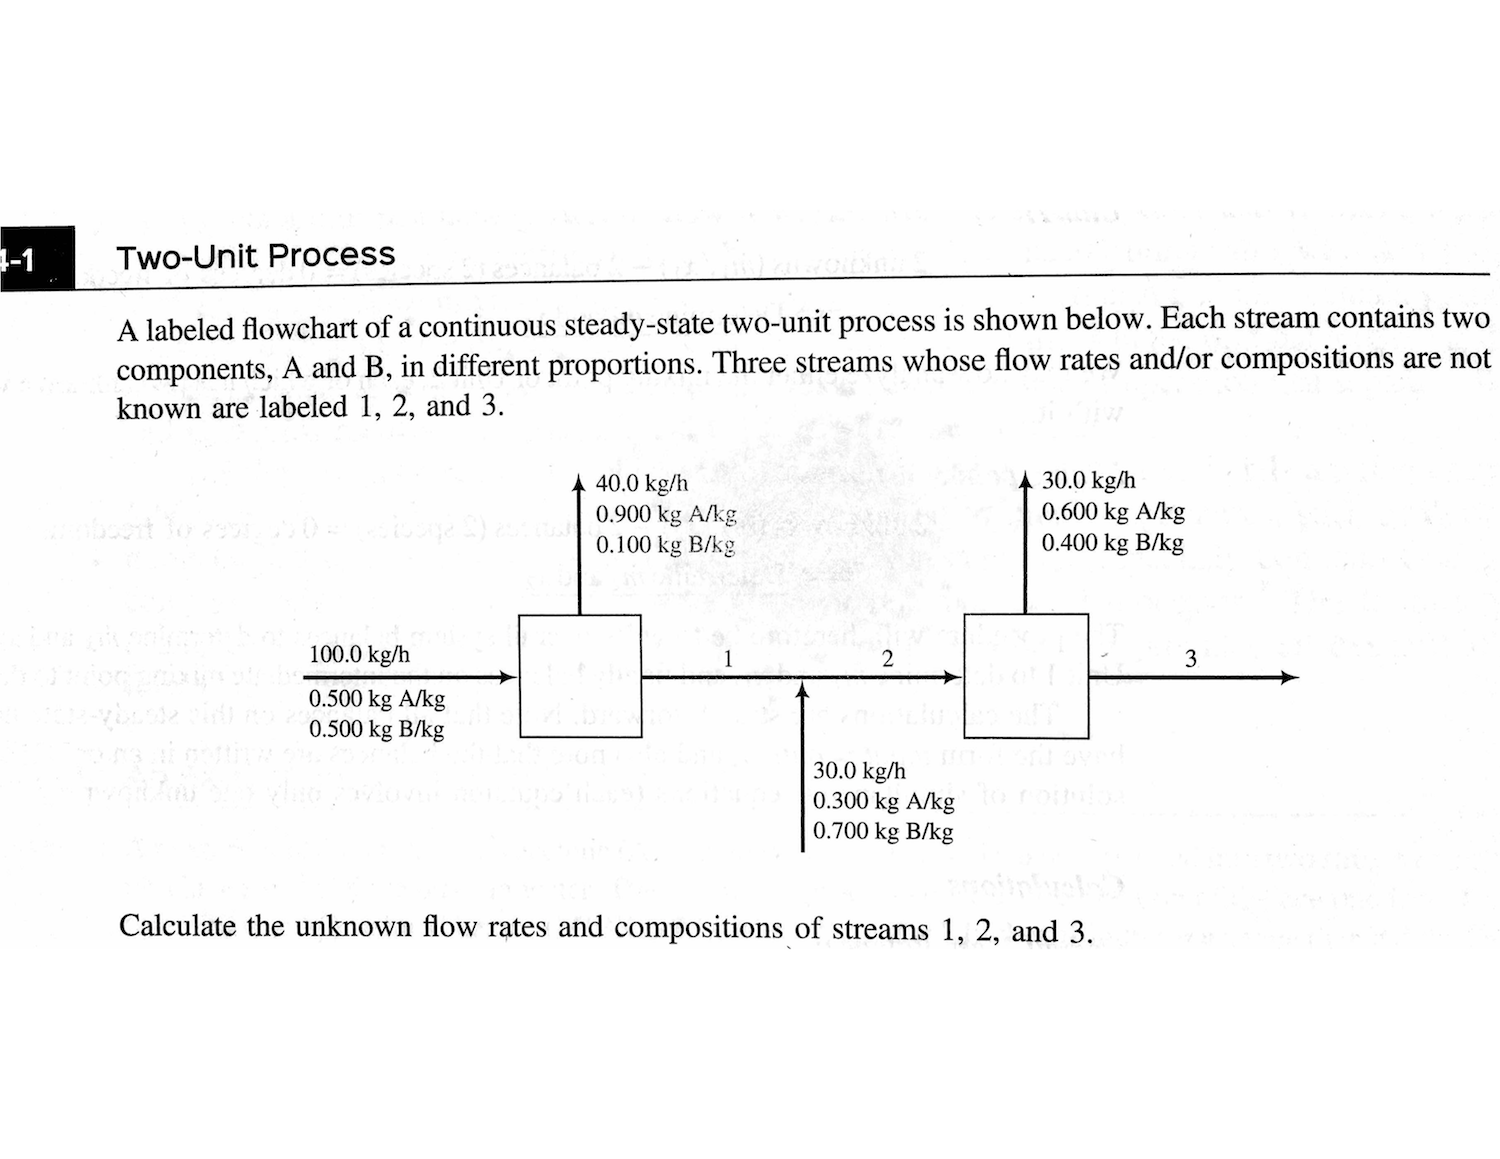 4-1
Two-Unit Process
A labeled flowchart of a continuous steady-state two-unit process is shown below. Each stream contains two
components, A and B, in different proportions. Three streams whose flow rates and/or compositions are not
known are labeled 1, 2, and 3.
40.0 kg/h
0.900 kg A/kg
0.100 kg B/kg
30.0 kg/h
0.600 kg A/kg
0.400 kg B/kg
100.0 kg/h
0.500 kg A/kg
0.500 kg B/kg
1
2
3
30.0 kg/h
0.300 kg A/kg
0.700 kg B/kg
Calculate the unknown flow rates and compositions of streams 1, 2, and 3.